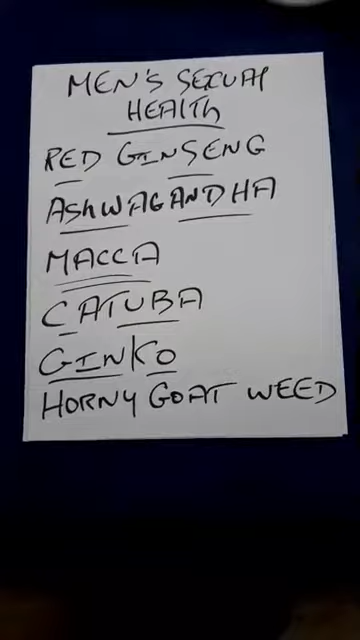 MEN'S SEXUAL
HEALTH
RED GINSENG
ASHWAGANDHA
MACCA
CATUBA
GINKO
HORNY GOAT WEED